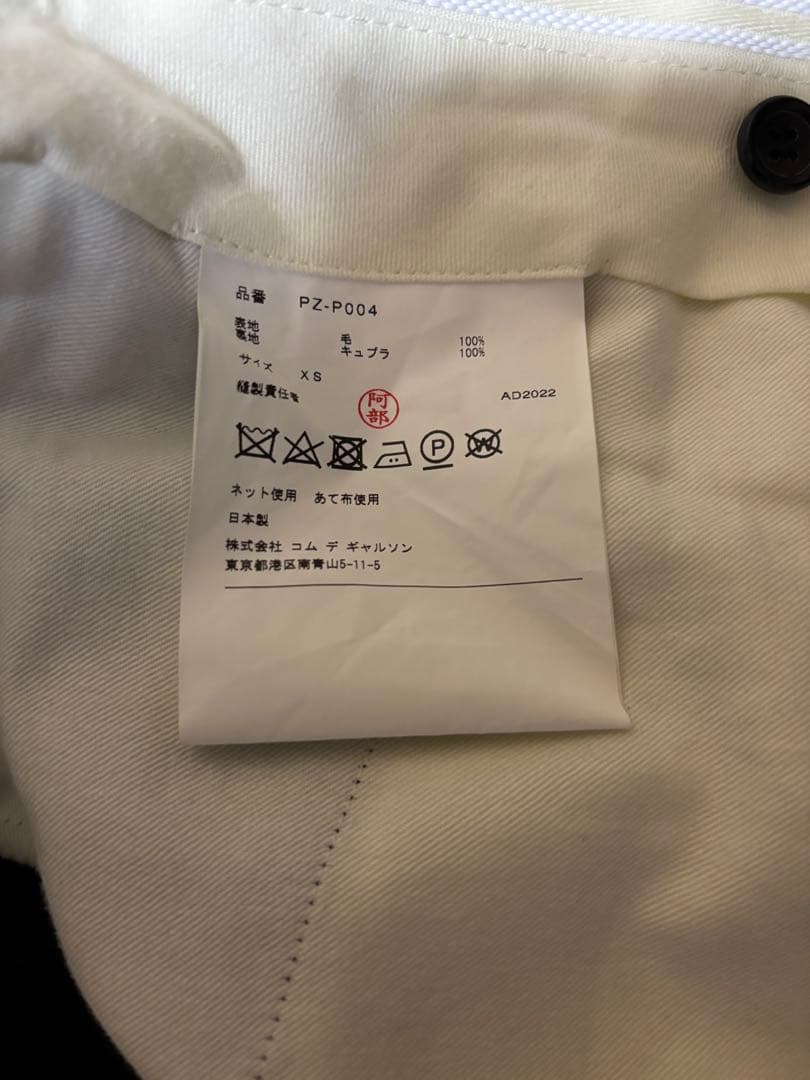 品番 PZ-P004
表地 毛 100%
裏地 キュプラ 100%
サイズ XS
縫製責任者 阿部 AD2022
P W
ネット使用 あて布使用
日本製
株式会社 コム デ ギャルソン
東京都港区南青山5-11-5